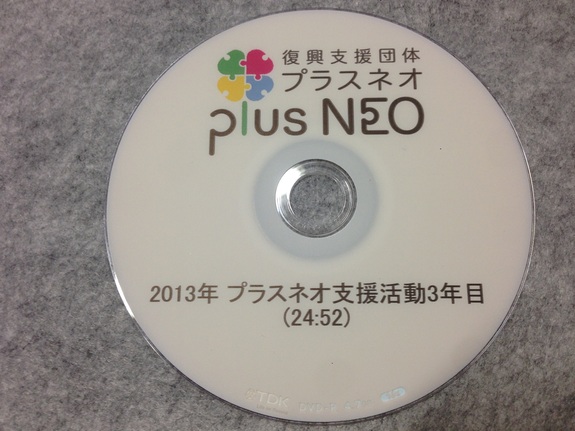 復興支援団体
プラスネオ
plus NEO
2013年 プラスネオ支援活動3年目
(24:52)
TDK